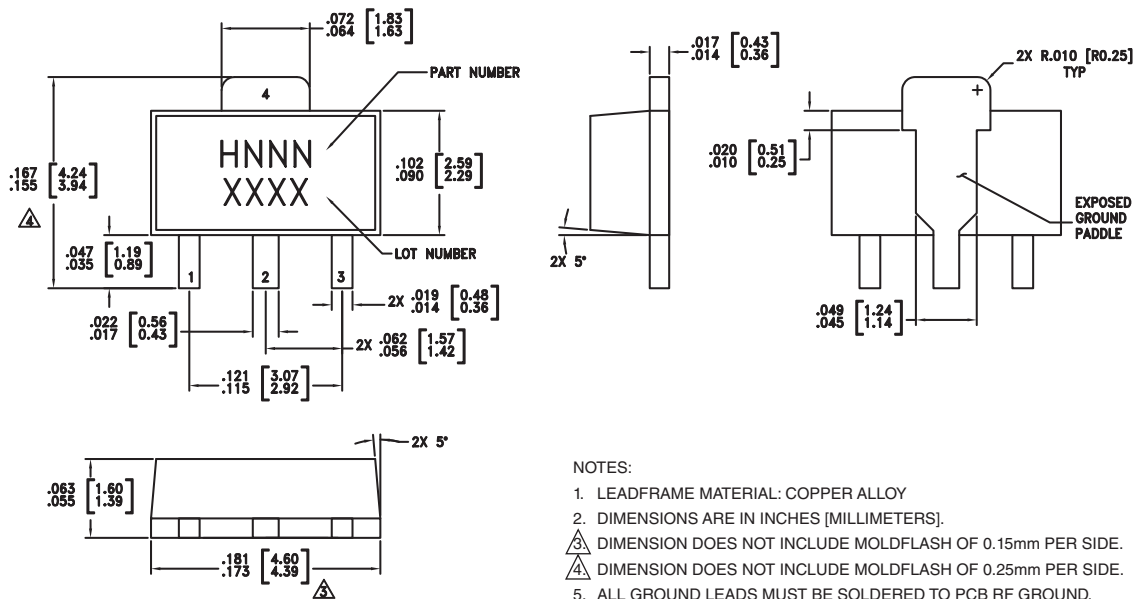 .072 [1.83]
.064 [1.63]
PART NUMBER
4
HNNN
XXXX
.102 [2.59]
.090 [2.29]
.167 [4.24]
.155 [3.94]
4
.047 [1.19]
.035 [0.89]
LOT NUMBER
1
2
3
2X .019 [0.48]
.014 [0.36]
.022 [0.56]
.017 [0.43]
2X .062 [1.57]
.056 [1.42]
.121 [3.07]
.115 [2.92]
.017 [0.43]
.014 [0.36]
2X 5°
2X R.010 [R0.25]
TYP
.020 [0.51]
.010 [0.25]
EXPOSED
GROUND
PADDLE
.049 [1.24]
.045 [1.14]
2X 5°
.063 [1.60]
.055 [1.39]
.181 [4.60]
.173 [4.39]
3
NOTES:
1. LEADFRAME MATERIAL: COPPER ALLOY
2. DIMENSIONS ARE IN INCHES [MILLIMETERS].
3. DIMENSION DOES NOT INCLUDE MOLDFLASH OF 0.15mm PER SIDE.
4. DIMENSION DOES NOT INCLUDE MOLDFLASH OF 0.25mm PER SIDE.
5. ALL GROUND LEADS MUST BE SOLDERED TO PCB RF GROUND.